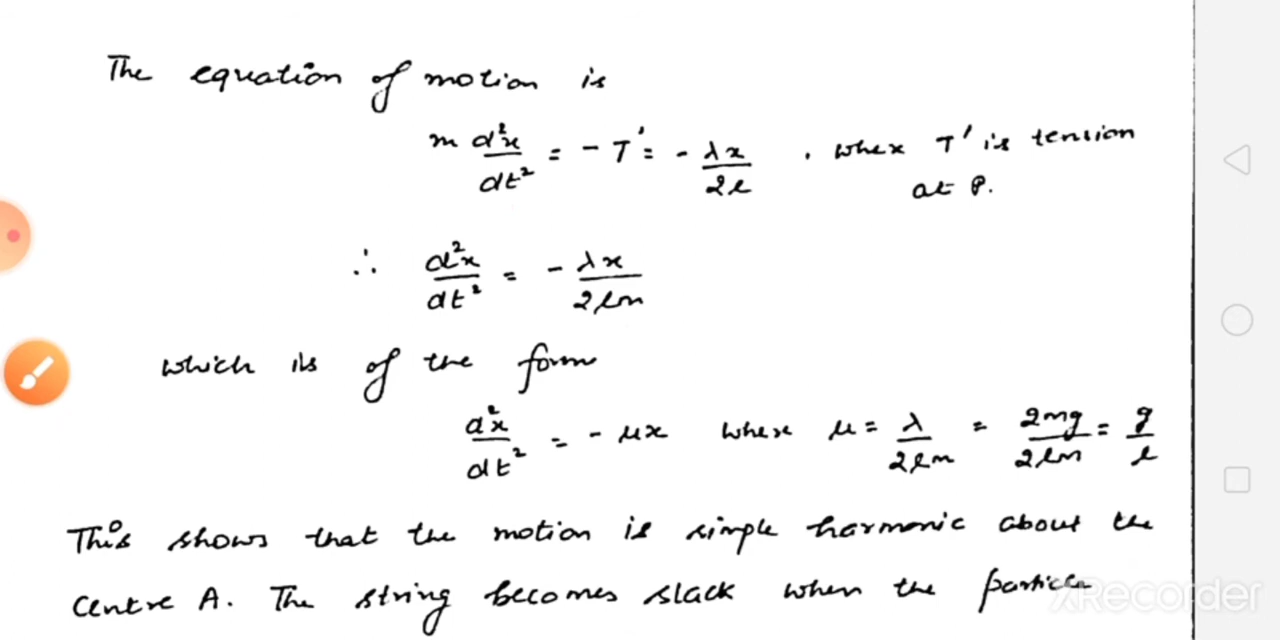 The equation of motion is
m d²x/dt² = - T' = - λx/2l . where T' is tension
at P.
∴ d²x/dt² = - λx/2lm
which is of the form
d²x/dt² = - μx where μ = λ/2lm = 2mg/2lm = g/l
This shows that the motion is simple harmonic about the
centre A. The string becomes slack when the particle
XRecorder